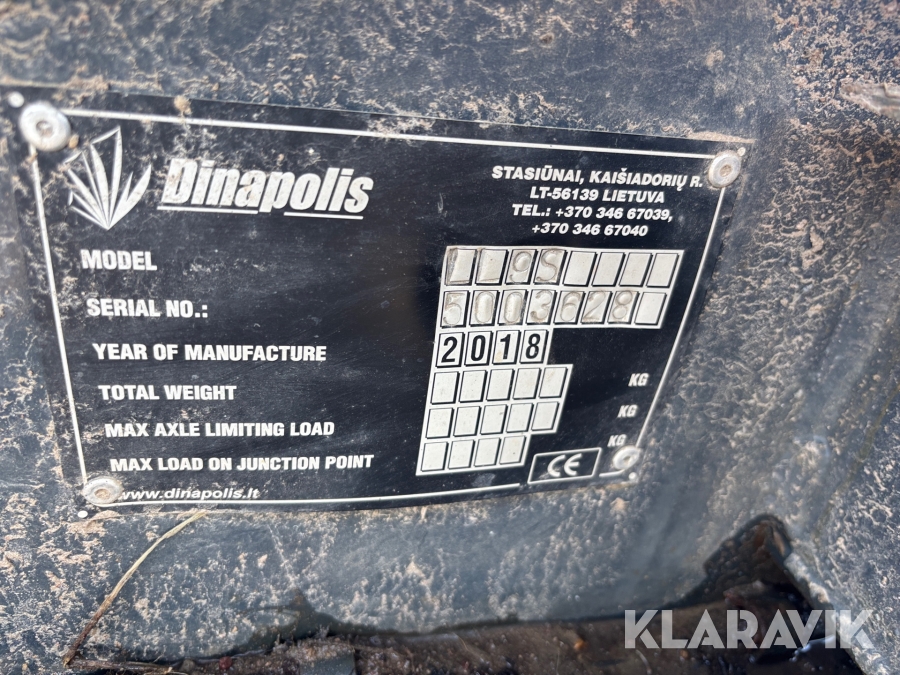 Dinapolis
STASIŪNAI, KAIŠIADORIŲ R.
LT-56139 LIETUVA
TEL.: +370 346 67039,
+370 346 67040
MODEL
SERIAL NO.: 5003628
YEAR OF MANUFACTURE 2018
TOTAL WEIGHT KG
MAX AXLE LIMITING LOAD KG
MAX LOAD ON JUNCTION POINT KG
CE
www.dinapolis.lt
KLARAVIK